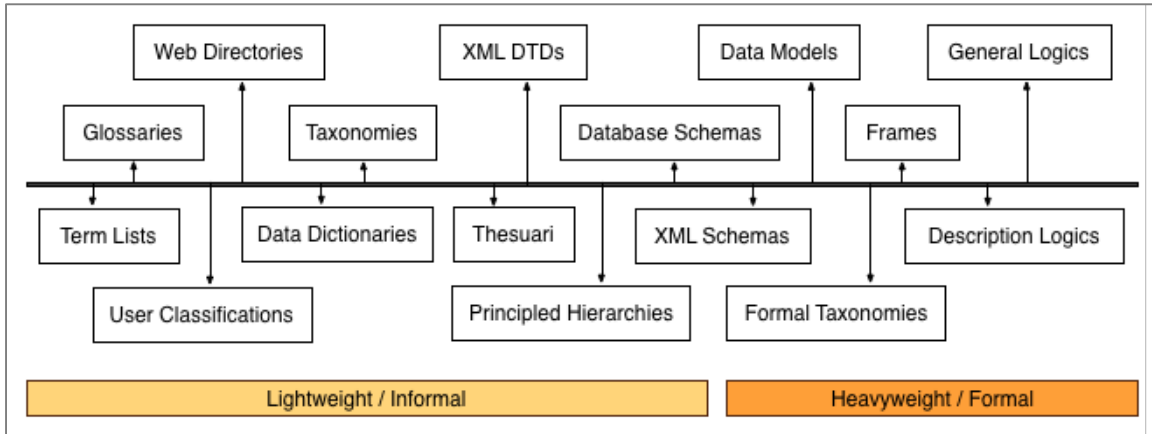 Web Directories
XML DTDs
Data Models
General Logics
Glossaries
Taxonomies
Database Schemas
Frames
Term Lists
Data Dictionaries
Thesuari
XML Schemas
Description Logics
User Classifications
Principled Hierarchies
Formal Taxonomies
Lightweight / Informal
Heavyweight / Formal